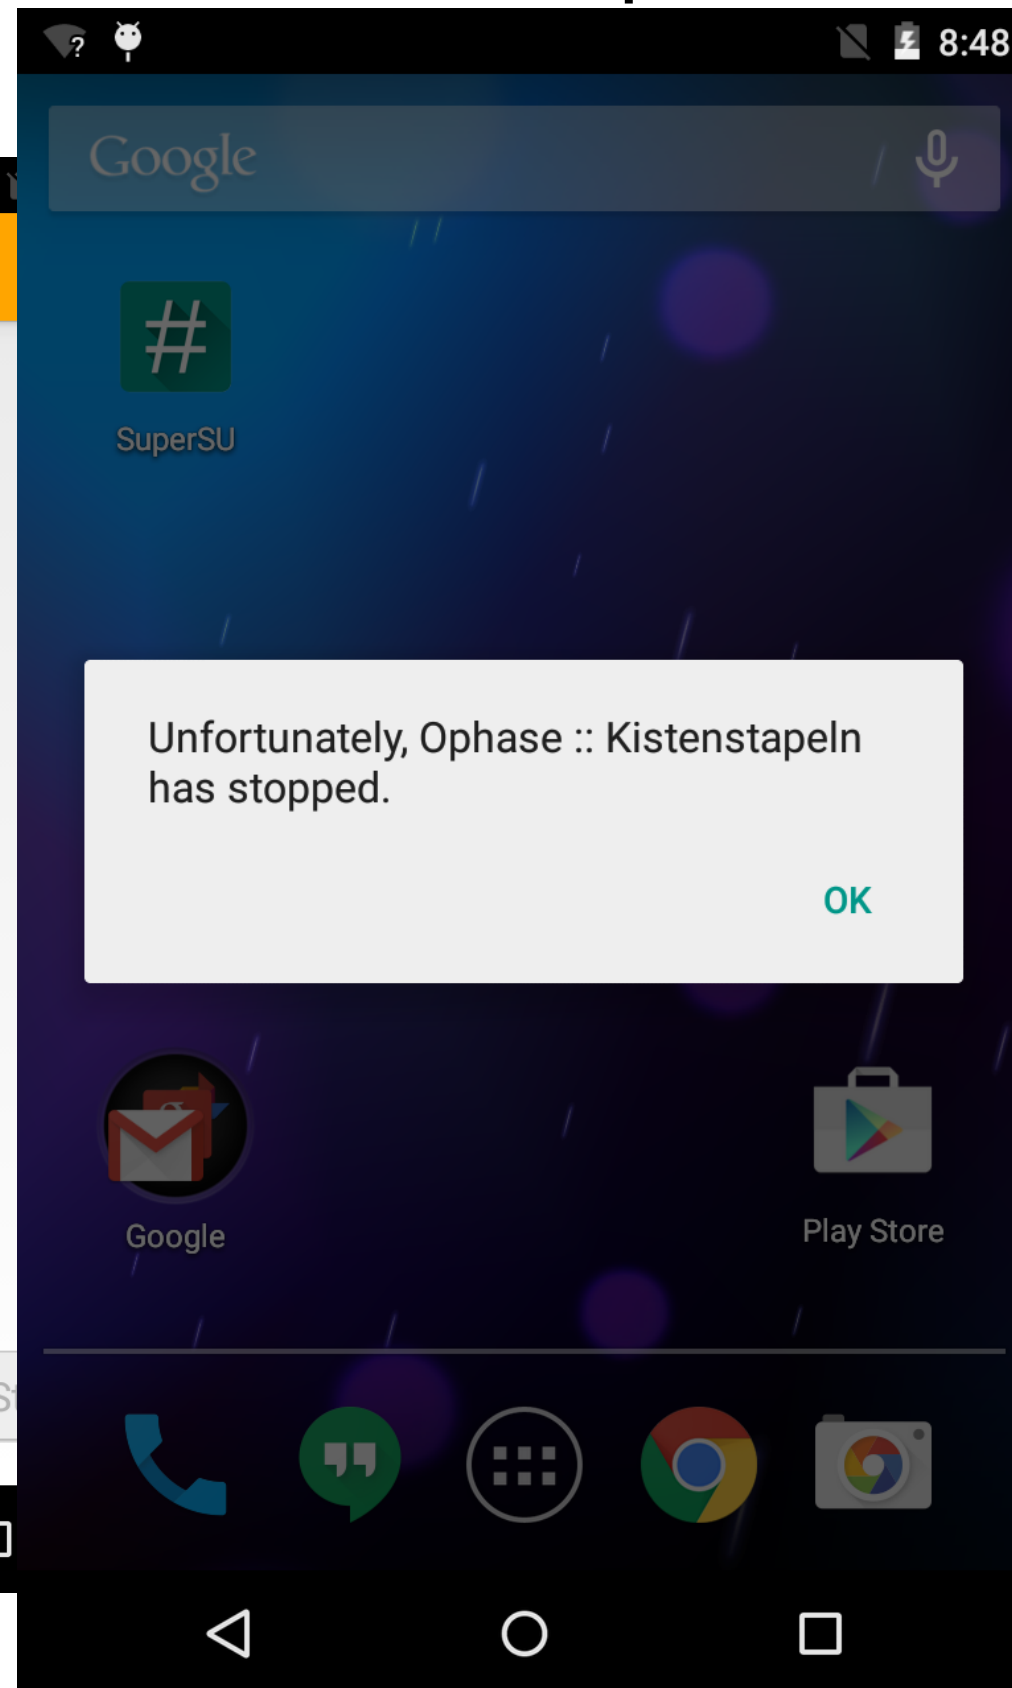 8:48
Google
SuperSU
Unfortunately, Ophase :: Kistenstapeln
has stopped.
OK
Google
Play Store